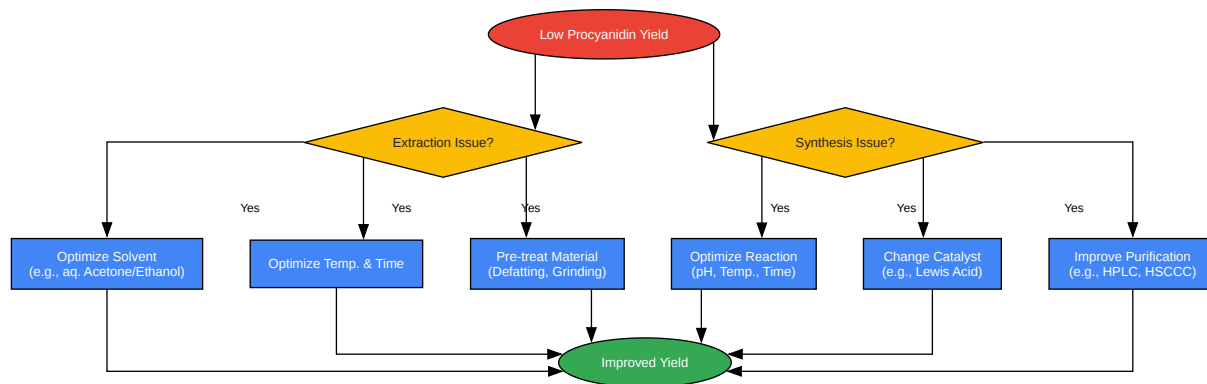 Low Procyanidin Yield
Extraction Issue?
Synthesis Issue?
Yes
Yes
Yes
Yes
Yes
Yes
Optimize Solvent
(e.g., aq. Acetone/Ethanol)
Optimize Temp. & Time
Pre-treat Material
(Defatting, Grinding)
Optimize Reaction
(pH, Temp., Time)
Change Catalyst
(e.g., Lewis Acid)
Improve Purification
(e.g., HPLC, HSCCC)
Improved Yield